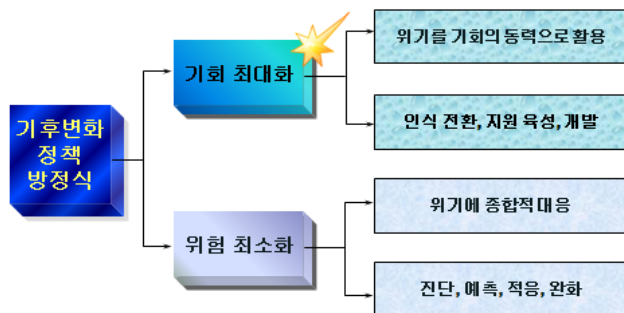 기후변화
정책
방정식
기회 최대화
위기를 기회의 동력으로 활용
인식 전환, 지원 육성, 개발
위험 최소화
위기에 종합적 대응
진단, 예측, 적응, 완화